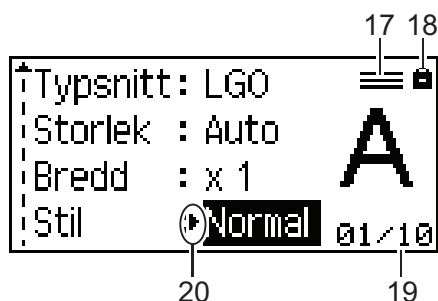 17 18
Typsnitt: LGO
Storlek : Auto
Bredd : x 1
Stil Normal
A
01/10
20 19